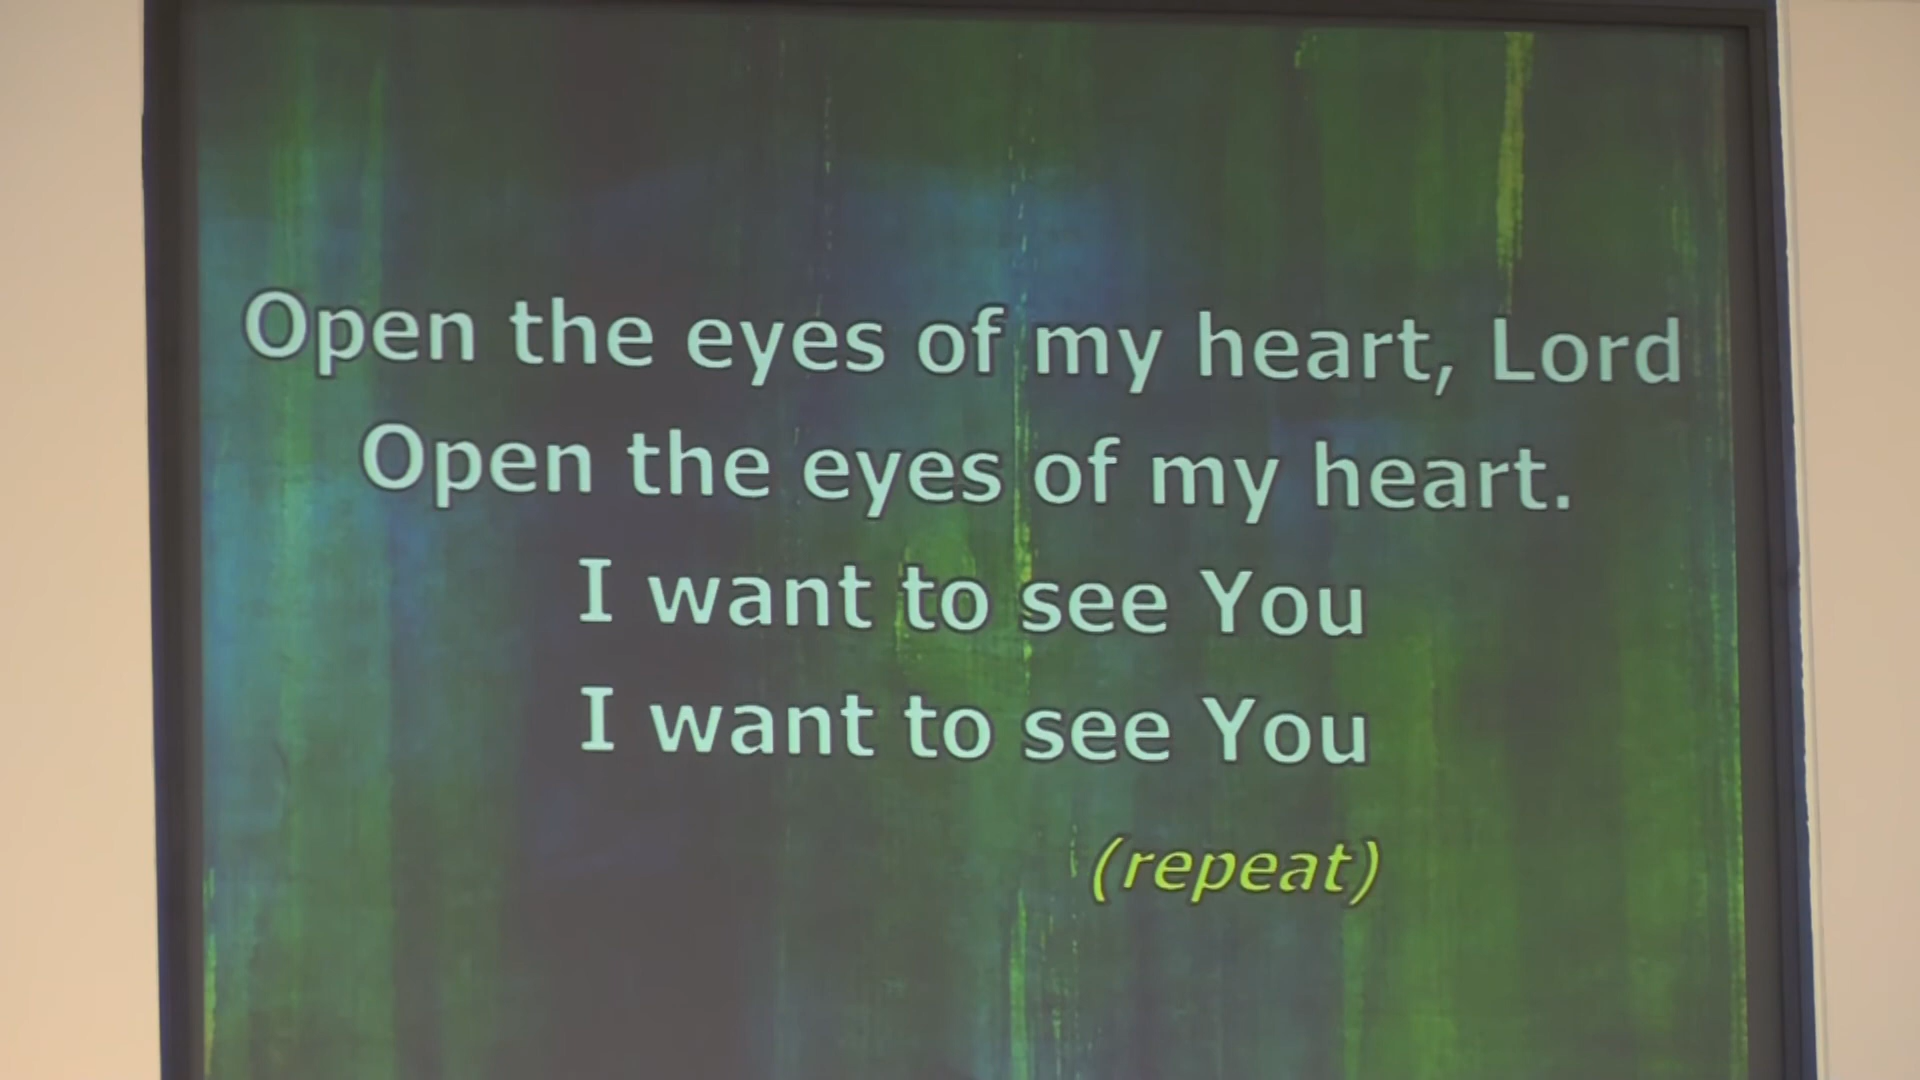 Open the eyes of my heart, Lord
Open the eyes of my heart.
I want to see You
I want to see You
(repeat)